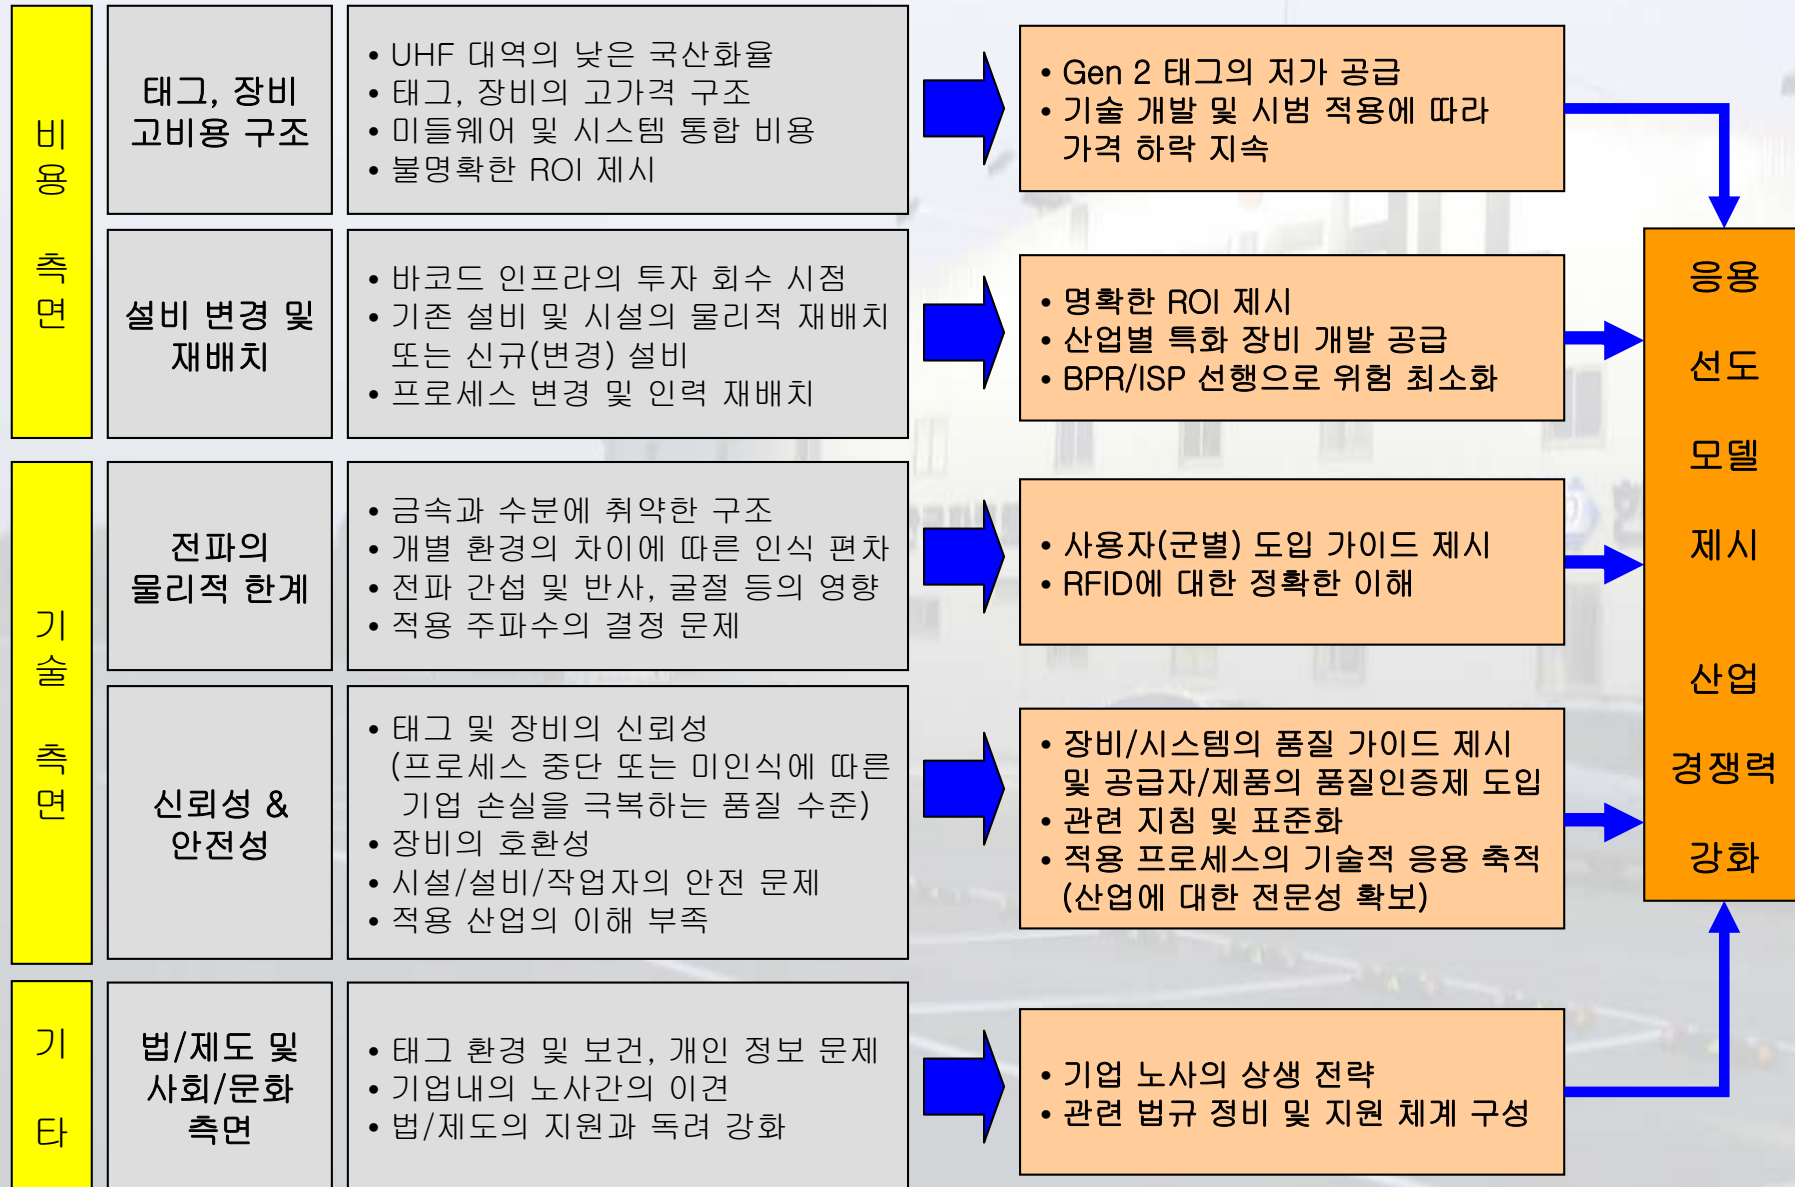 비용 측면
태그, 장비
고비용 구조
• UHF 대역의 낮은 국산화율
• 태그, 장비의 고가격 구조
• 미들웨어 및 시스템 통합 비용
• 불명확한 ROI 제시
• Gen 2 태그의 저가 공급
• 기술 개발 및 시범 적용에 따라
가격 하락 지속
설비 변경 및
재배치
• 바코드 인프라의 투자 회수 시점
• 기존 설비 및 시설의 물리적 재배치
또는 신규(변경) 설비
• 프로세스 변경 및 인력 재배치
• 명확한 ROI 제시
• 산업별 특화 장비 개발 공급
• BPR/ISP 선행으로 위험 최소화
기술 측면
전파의
물리적 한계
• 금속과 수분에 취약한 구조
• 개별 환경의 차이에 따른 인식 편차
• 전파 간섭 및 반사, 굴절 등의 영향
• 적용 주파수의 결정 문제
• 사용자(군별) 도입 가이드 제시
• RFID에 대한 정확한 이해
신뢰성 &
안전성
• 태그 및 장비의 신뢰성
(프로세스 중단 또는 미인식에 따른
기업 손실을 극복하는 품질 수준)
• 장비의 호환성
• 시설/설비/작업자의 안전 문제
• 적용 산업의 이해 부족
• 장비/시스템의 품질 가이드 제시
및 공급자/제품의 품질인증제 도입
• 관련 지침 및 표준화
• 적용 프로세스의 기술적 응용 축적
(산업에 대한 전문성 확보)
기타
법/제도 및
사회/문화
측면
• 태그 환경 및 보건, 개인 정보 문제
• 기업내의 노사간의 이견
• 법/제도의 지원과 독려 강화
• 기업 노사의 상생 전략
• 관련 법규 정비 및 지원 체계 구성
응용
선도
모델
제시
산업
경쟁력
강화